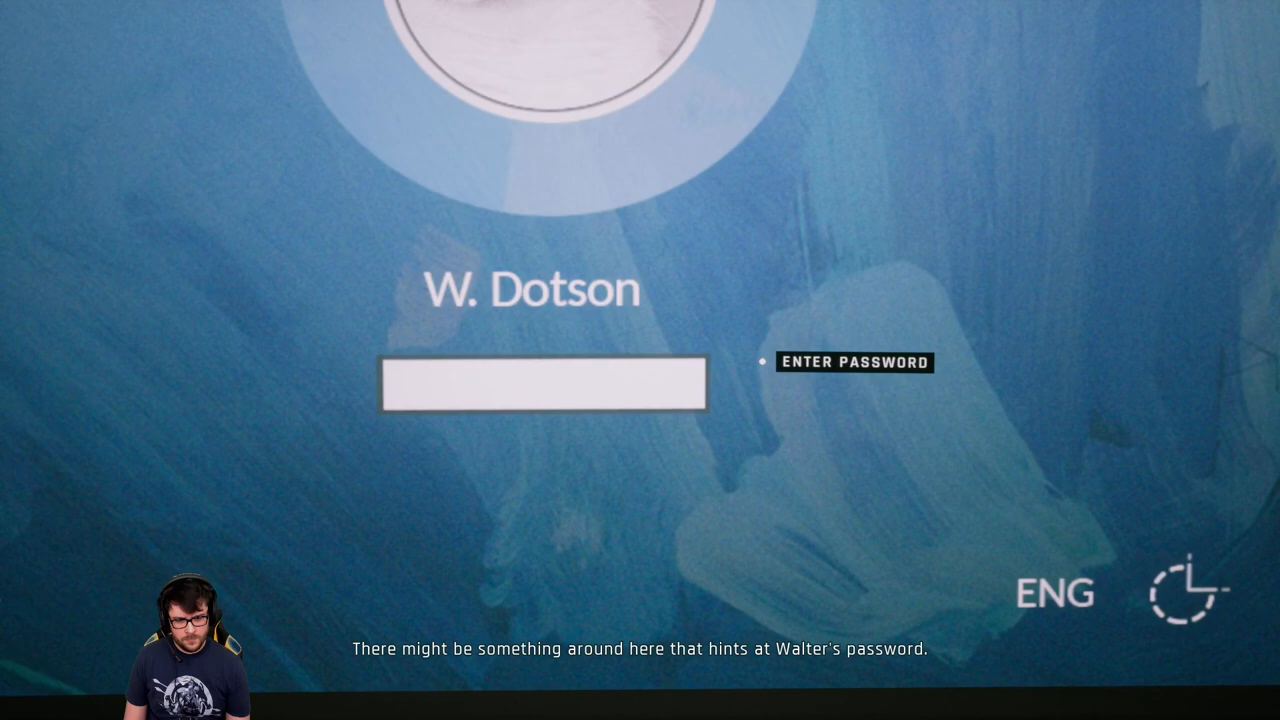 W. Dotson
ENTER PASSWORD
ENG
There might be something around here that hints at Walter's password.